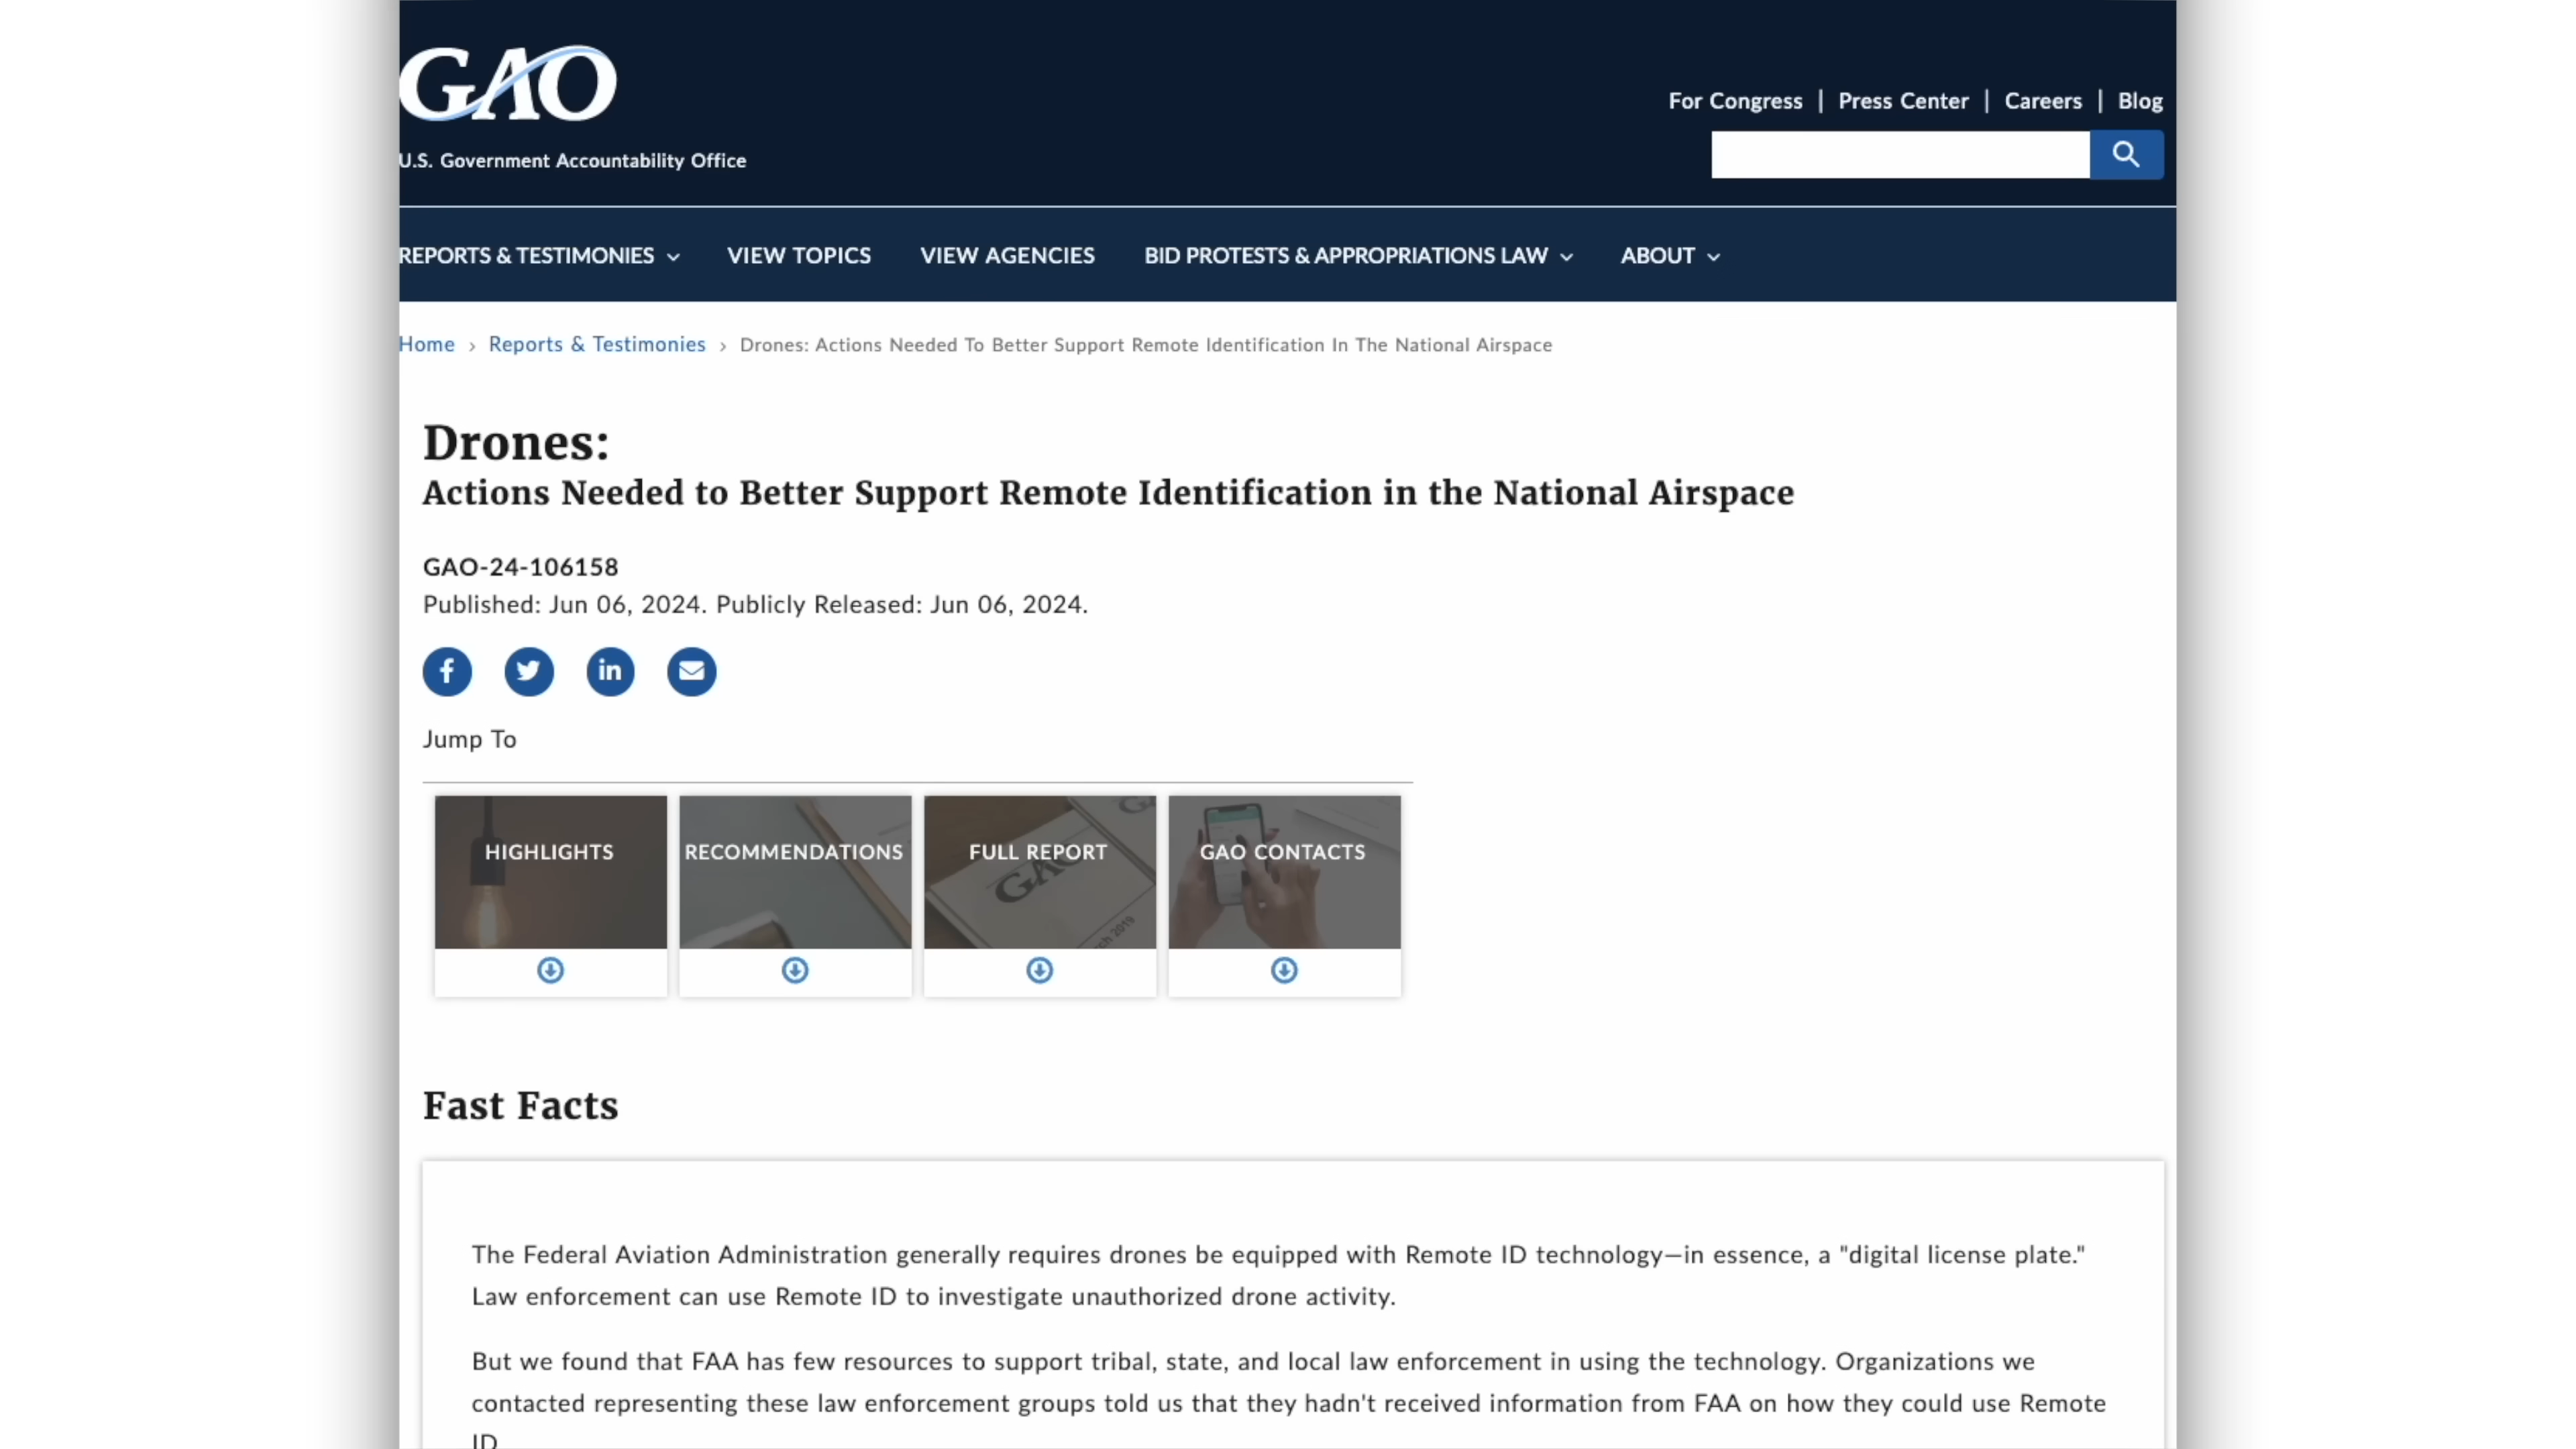 GAO
U.S. Government Accountability Office
For Congress | Press Center | Careers | Blog
REPORTS & TESTIMONIES VIEW TOPICS VIEW AGENCIES BID PROTESTS & APPROPRIATIONS LAW ABOUT
Home › Reports & Testimonies › Drones: Actions Needed To Better Support Remote Identification In The National Airspace
Drones:
Actions Needed to Better Support Remote Identification in the National Airspace
GAO-24-106158
Published: Jun 06, 2024. Publicly Released: Jun 06, 2024.
Jump To
HIGHLIGHTS RECOMMENDATIONS FULL REPORT GAO CONTACTS
Fast Facts
The Federal Aviation Administration generally requires drones be equipped with Remote ID technology—in essence, a "digital license plate."
Law enforcement can use Remote ID to investigate unauthorized drone activity.
But we found that FAA has few resources to support tribal, state, and local law enforcement in using the technology. Organizations we
contacted representing these law enforcement groups told us that they hadn't received information from FAA on how they could use Remote
ID